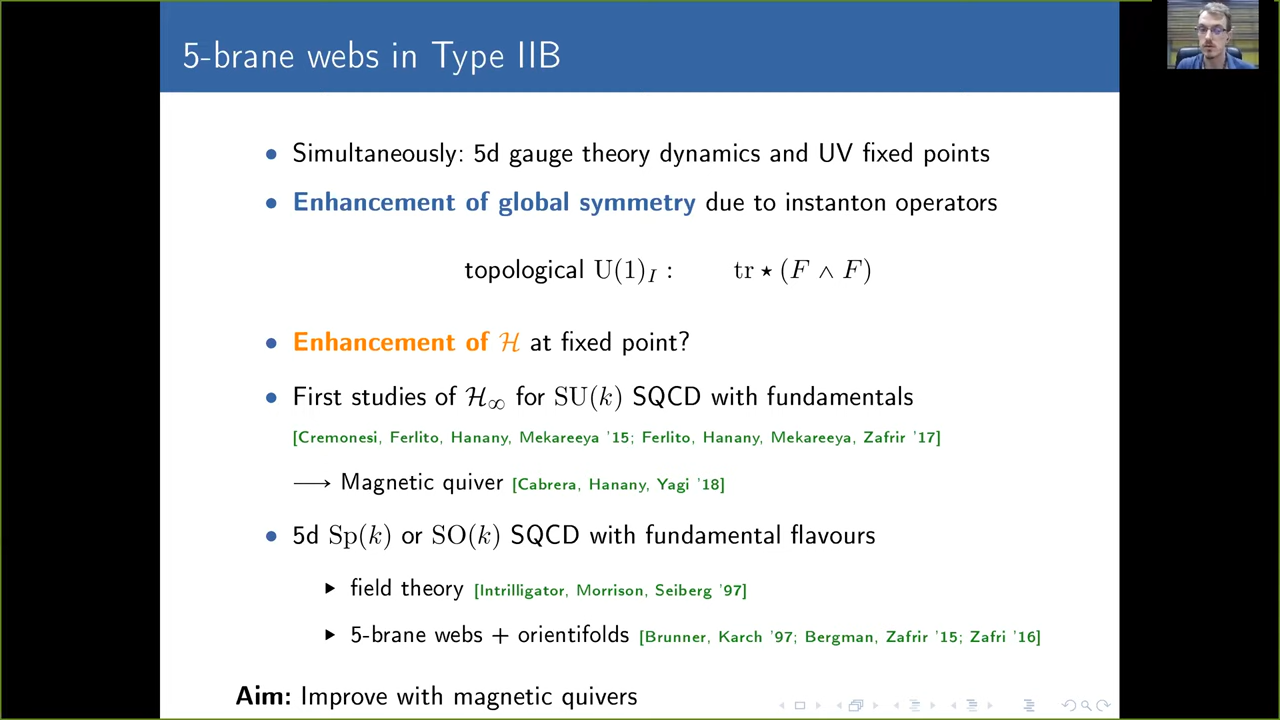 5-brane webs in Type IIB
• Simultaneously: 5d gauge theory dynamics and UV fixed points
• Enhancement of global symmetry due to instanton operators
topological U(1)_I : tr ⋆ (F ∧ F)
• Enhancement of ℋ at fixed point?
• First studies of ℋ_∞ for SU(k) SQCD with fundamentals
[Cremonesi, Ferlito, Hanany, Mekareeya '15; Ferlito, Hanany, Mekareeya, Zafrir '17]
⟶ Magnetic quiver [Cabrera, Hanany, Yagi '18]
• 5d Sp(k) or SO(k) SQCD with fundamental flavours
▶ field theory [Intrilligator, Morrison, Seiberg '97]
▶ 5-brane webs + orientifolds [Brunner, Karch '97; Bergman, Zafrir '15; Zafri '16]
Aim: Improve with magnetic quivers